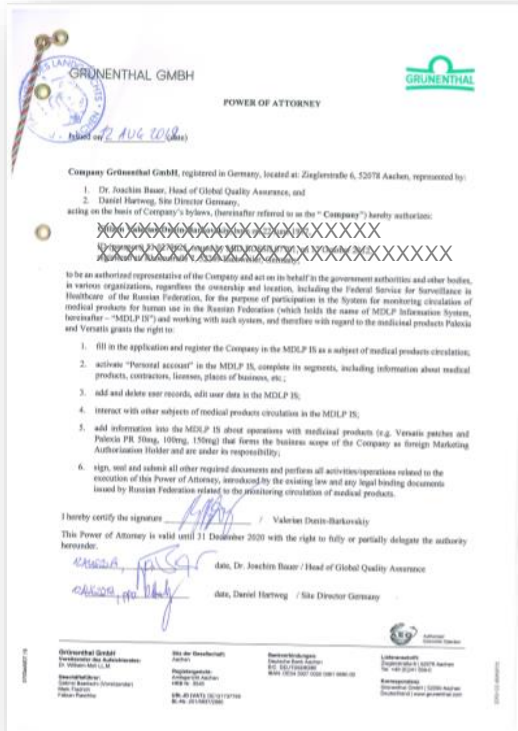 GRÜNENTHAL GMBH
GRÜNENTHAL
POWER OF ATTORNEY
Issued on 12 AUG (date)
Company Grünenthal GmbH, registered in Germany, located at: Zieglerstraße 6, 52078 Aachen, represented by:
1. Dr. Joachim Bauer, Head of Global Quality Assurance, and
2. Daniel Hartweg, Site Director Germany,
acting on the basis of Company's bylaws, (hereinafter referred to as the "Company") hereby authorizes:
XXXXXXXXXXXXXXXXXXXX
XXXXXXXXXXXXXXXXXXXXXXXXX
to be an authorized representative of the Company and act on its behalf in the government authorities and other bodies,
in various organizations, regardless the ownership and location, including the Federal Service for Surveillance in
Healthcare of the Russian Federation, for the purpose of participation in the System for monitoring circulation of
medical products for human use in the Russian Federation (which holds the name of MDLP Information System,
hereinafter – "MDLP IS") and working with such system, and therefore with regard to the medicinal products Palexia
and Versatis grants the right to:
1. fill in the application and register the Company in the MDLP IS as a subject of medical products circulation;
2. activate "Personal account" in the MDLP IS, complete its segments, including information about medical
products, contractors, licenses, places of business, etc.;
3. add and delete user records, edit user data in the MDLP IS;
4. interact with other subjects of medical products circulation in the MDLP IS;
5. add information into the MDLP IS about operations with medicinal products (e.g. Versatis patches and
Palexia PR 50mg, 100mg, 150mg) that forms the business scope of the Company as foreign Marketing
Authorization Holder and are under its responsibility;
6. sign, seal and submit all other required documents and perform all activities/operations related to the
execution of this Power of Attorney, introduced by the existing law and any legal binding documents
issued by Russian Federation related to the monitoring circulation of medical products.
I hereby certify the signature / Valerian Dunin-Barkovskiy
This Power of Attorney is valid until 31 December 2020 with the right to fully or partially delegate the authority
hereunder.
date, Dr. Joachim Bauer / Head of Global Quality Assurance
date, Daniel Hartweg / Site Director Germany
Grünenthal GmbH
Sitz der Gesellschaft:
Aachen
Bankverbindungen:
Deutsche Bank Aachen